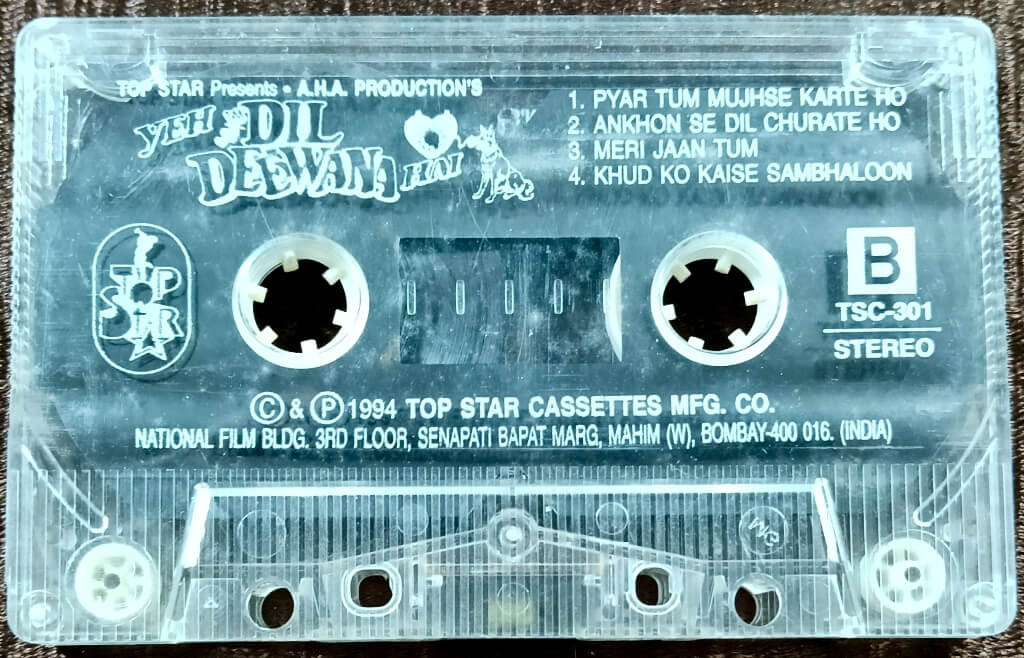 TOP STAR Presents • A.H.A. PRODUCTION'S
YEH DIL
DEEWANA HAI
1. PYAR TUM MUJHSE KARTE HO
2. ANKHON SE DIL CHURATE HO
3. MERI JAAN TUM
4. KHUD KO KAISE SAMBHALOON
TOP
STAR
B
TSC-301
STEREO
© & ℗ 1994 TOP STAR CASSETTES MFG. CO.
NATIONAL FILM BLDG. 3RD FLOOR, SENAPATI BAPAT MARG, MAHIM (W), BOMBAY-400 016. (INDIA)